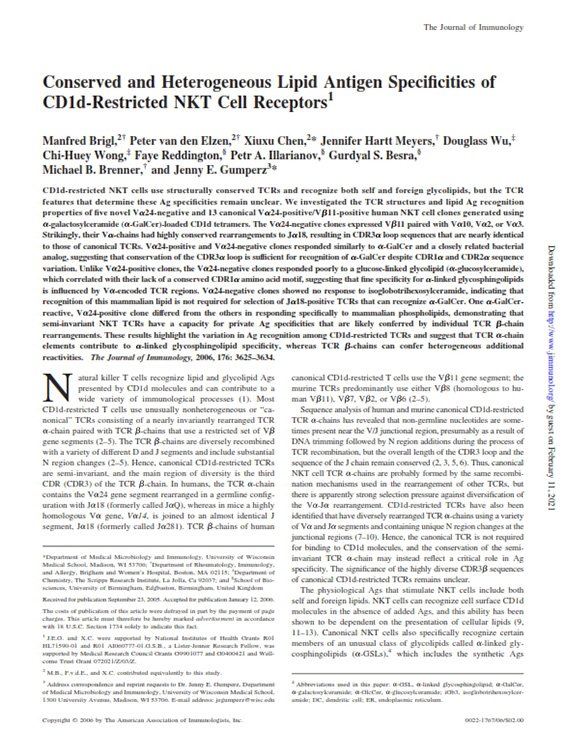 The Journal of Immunology
Conserved and Heterogeneous Lipid Antigen Specificities of
CD1d-Restricted NKT Cell Receptors¹
Manfred Brigl,²† Peter van den Elzen,²† Xiuxu Chen,²* Jennifer Hartt Meyers,† Douglass Wu,‡
Chi-Huey Wong,‡ Faye Reddington,§ Petr A. Illarianov,§ Gurdyal S. Besra,§
Michael B. Brenner,† and Jenny E. Gumperz³*
CD1d-restricted NKT cells use structurally conserved TCRs and recognize both self and foreign glycolipids, but the TCR
features that determine these Ag specificities remain unclear. We investigated the TCR structures and lipid Ag recognition
properties of five novel Vα24-negative and 13 canonical Vα24-positive/Vβ11-positive human NKT cell clones generated using
α-galactosylceramide (α-GalCer)-loaded CD1d tetramers. The Vα24-negative clones expressed Vβ11 paired with Vα10, Vα2, or Vα3.
Strikingly, their Vα-chains had highly conserved rearrangements to Jα18, resulting in CDR3α loop sequences that are nearly identical
to those of canonical TCRs. Vα24-positive and Vα24-negative clones responded similarly to α-GalCer and a closely related bacterial
analog, suggesting that conservation of the CDR3α loop is sufficient for recognition of α-GalCer despite CDR1α and CDR2α sequence
variation. Unlike Vα24-positive clones, the Vα24-negative clones responded poorly to a glucose-linked glycolipid (α-glucosylceramide),
which correlated with their lack of a conserved CDR1α amino acid motif, suggesting that fine specificity for α-linked glycosphingolipids
is influenced by Vα-encoded TCR regions. Vα24-negative clones showed no response to isoglobotrihexosylceramide, indicating that
recognition of this mammalian lipid is not required for selection of Jα18-positive TCRs that can recognize α-GalCer. One α-GalCer-
reactive, Vα24-positive clone differed from the others in responding specifically to mammalian phospholipids, demonstrating that
semi-invariant NKT TCRs have a capacity for private Ag specificities that are likely conferred by individual TCR β-chain
rearrangements. These results highlight the variation in Ag recognition among CD1d-restricted TCRs and suggest that TCR α-chain
elements contribute to α-linked glycosphingolipid specificity, whereas TCR β-chains can confer heterogeneous additional
reactivities. The Journal of Immunology, 2006, 176: 3625–3634.
Natural killer T cells recognize lipid and glycolipid Ags
presented by CD1d molecules and can contribute to a
wide variety of immunological processes (1). Most
CD1d-restricted T cells use unusually nonheterogeneous or “ca-
nonical” TCRs consisting of a nearly invariantly rearranged TCR
α-chain paired with TCR β-chains that use a restricted set of Vβ
gene segments (2–5). The TCR β-chains are diversely recombined
with a variety of different D and J segments and include substantial
N region changes (2–5). Hence, canonical CD1d-restricted TCRs
are semi-invariant, and the main region of diversity is the third
CDR (CDR3) of the TCR β-chain. In humans, the TCR α-chain
contains the Vα24 gene segment rearranged in a germline config-
uration with Jα18 (formerly called JαQ), whereas in mice a highly
homologous Vα gene, Vα14, is joined to an almost identical J
segment, Jα18 (formerly called Jα281). TCR β-chains of human
*Department of Medical Microbiology and Immunology, University of Wisconsin
Medical School, Madison, WI 53706; †Department of Rheumatology, Immunology,
and Allergy, Brigham and Women’s Hospital, Boston, MA 02115; ‡Department of
Chemistry, The Scripps Research Institute, La Jolla, Ca 92037; and §School of Bio-
sciences, University of Birmingham, Edgbaston, Birmingham, United Kingdom
Received for publication September 23, 2005. Accepted for publication January 12, 2006.
The costs of publication of this article were defrayed in part by the payment of page
charges. This article must therefore be hereby marked advertisement in accordance
with 18 U.S.C. Section 1734 solely to indicate this fact.
¹ J.E.G. and X.C. were supported by National Institutes of Health Grants R01
HL71590-01 and R01 AI060777-01.G.S.B., a Lister-Jenner Research Fellow, was
supported by Medical Research Council Grants G9901077 and G0400421 and Well-
come Trust Grant 072021/Z/03/Z.
² M.B., P.v.d.E., and X.C. contributed equivalently to this study.
³ Address correspondence and reprint requests to Dr. Jenny E. Gumperz, Department
of Medical Microbiology and Immunology, University of Wisconsin Medical School,
1300 University Avenue, Madison, WI 53706. E-mail address: jegumperz@wisc.edu
canonical CD1d-restricted T cells use the Vβ11 gene segment; the
murine TCRs predominantly use either Vβ8 (homologous to hu-
man Vβ11), Vβ7, Vβ2, or Vβ6 (2–5).
Sequence analysis of human and murine canonical CD1d-restricted
TCR α-chains has revealed that non-germline nucleotides are some-
times present near the V/J junctional region, presumably as a result of
DNA trimming followed by N region additions during the process of
TCR recombination, but the overall length of the CDR3 loop and the
sequence of the J chain remain conserved (2, 3, 5, 6). Thus, canonical
NKT cell TCR α-chains are probably formed by the same recombi-
nation mechanisms used in the rearrangement of other TCRs, but
there is apparently strong selection pressure against diversification of
the Vα-Jα rearrangement. CD1d-restricted TCRs have also been
identified that have diversely rearranged TCR α-chains using a variety
of Vα and Jα segments and containing unique N region changes at the
junctional regions (7–10). Hence, the canonical TCR is not required
for binding to CD1d molecules, and the conservation of the semi-
invariant TCR α-chain may instead reflect a critical role in Ag
specificity. The significance of the highly diverse CDR3β sequences
of canonical CD1d-restricted TCRs remains unclear.
The physiological Ags that stimulate NKT cells include both
self and foreign lipids. NKT cells can recognize cell surface CD1d
molecules in the absence of added Ags, and this ability has been
shown to be dependent on the presentation of cellular lipids (9,
11–13). Canonical NKT cells also specifically recognize certain
members of an unusual class of glycolipids called α-linked gly-
cosphingolipids (α-GSLs),⁴ which includes the synthetic Ags
⁴ Abbreviations used in this paper: α-GSL, α-linked glycosphingolipid; α-GalCer,
α-galactosylceramide; α-GlcCer, α-glucosylceramide; iGb3, isoglobotrihexosylcer-
amide; DC, dendritic cell; ER, endoplasmic reticulum.
Copyright © 2006 by The American Association of Immunologists, Inc.
0022-1767/06/$02.00
Downloaded from http://www.jimmunol.org/ by guest on February 11, 2021